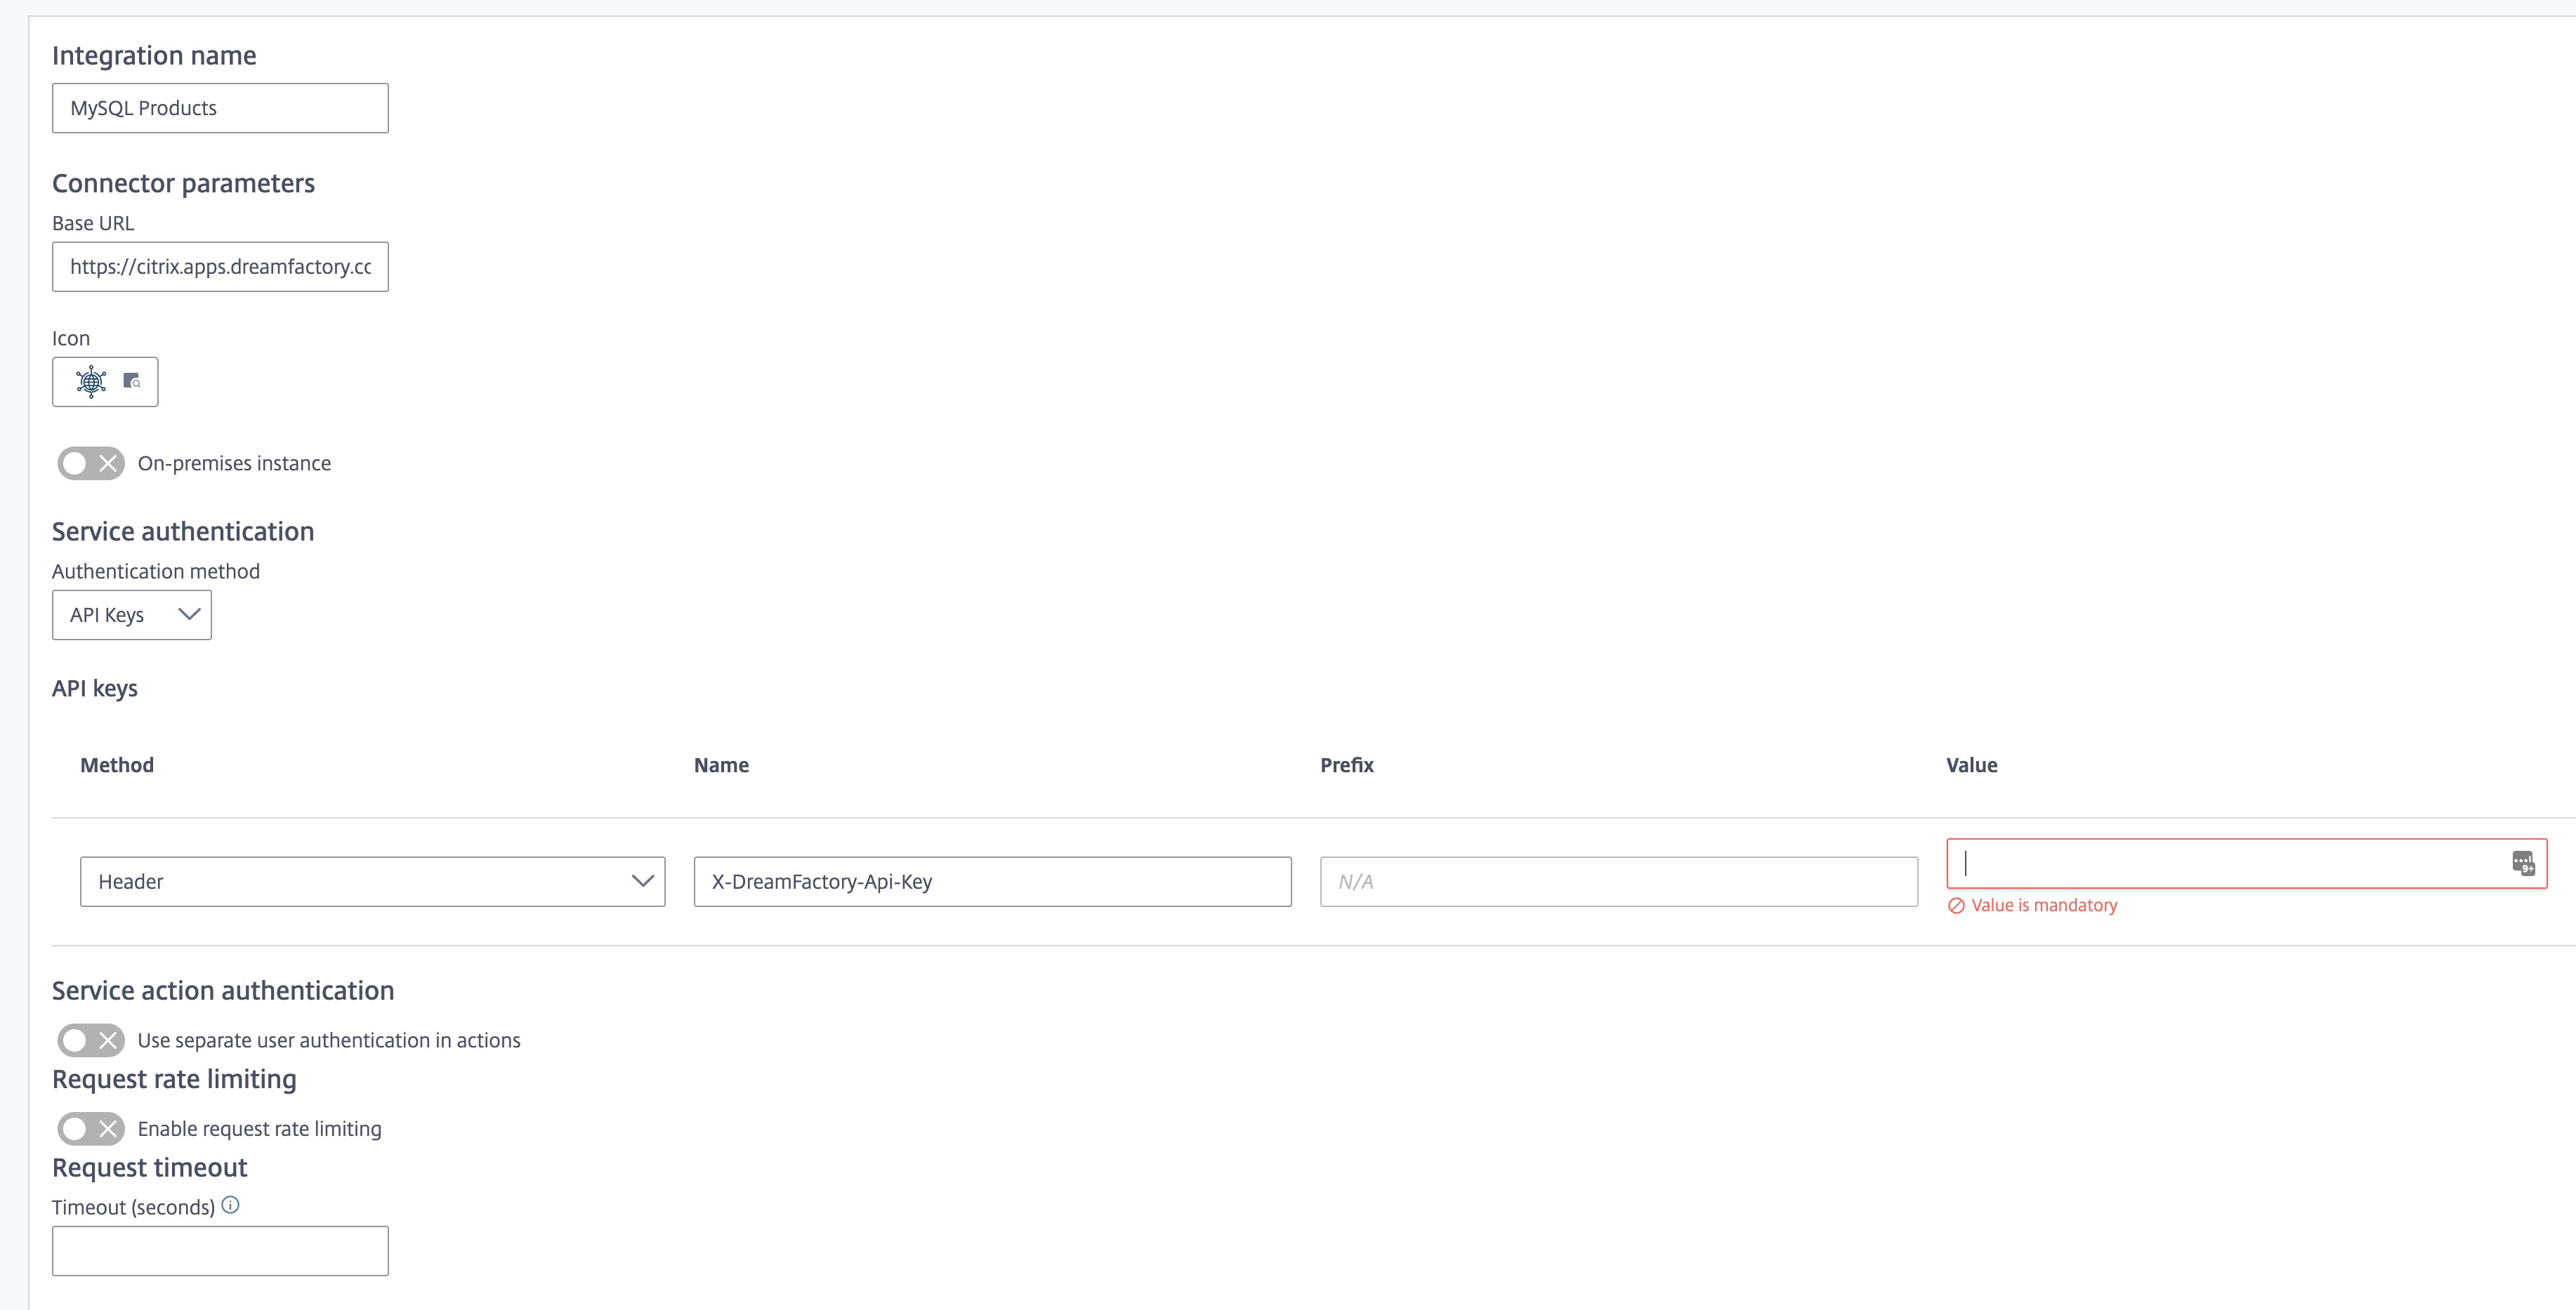 Integration name
MySQL Products
Connector parameters
Base URL
https://citrix.apps.dreamfactory.cc
Icon
On-premises instance
Service authentication
Authentication method
API Keys
API keys
Method Name Prefix Value
Header X-DreamFactory-Api-Key N/A
9+
Value is mandatory
Service action authentication
Use separate user authentication in actions
Request rate limiting
Enable request rate limiting
Request timeout
Timeout (seconds)